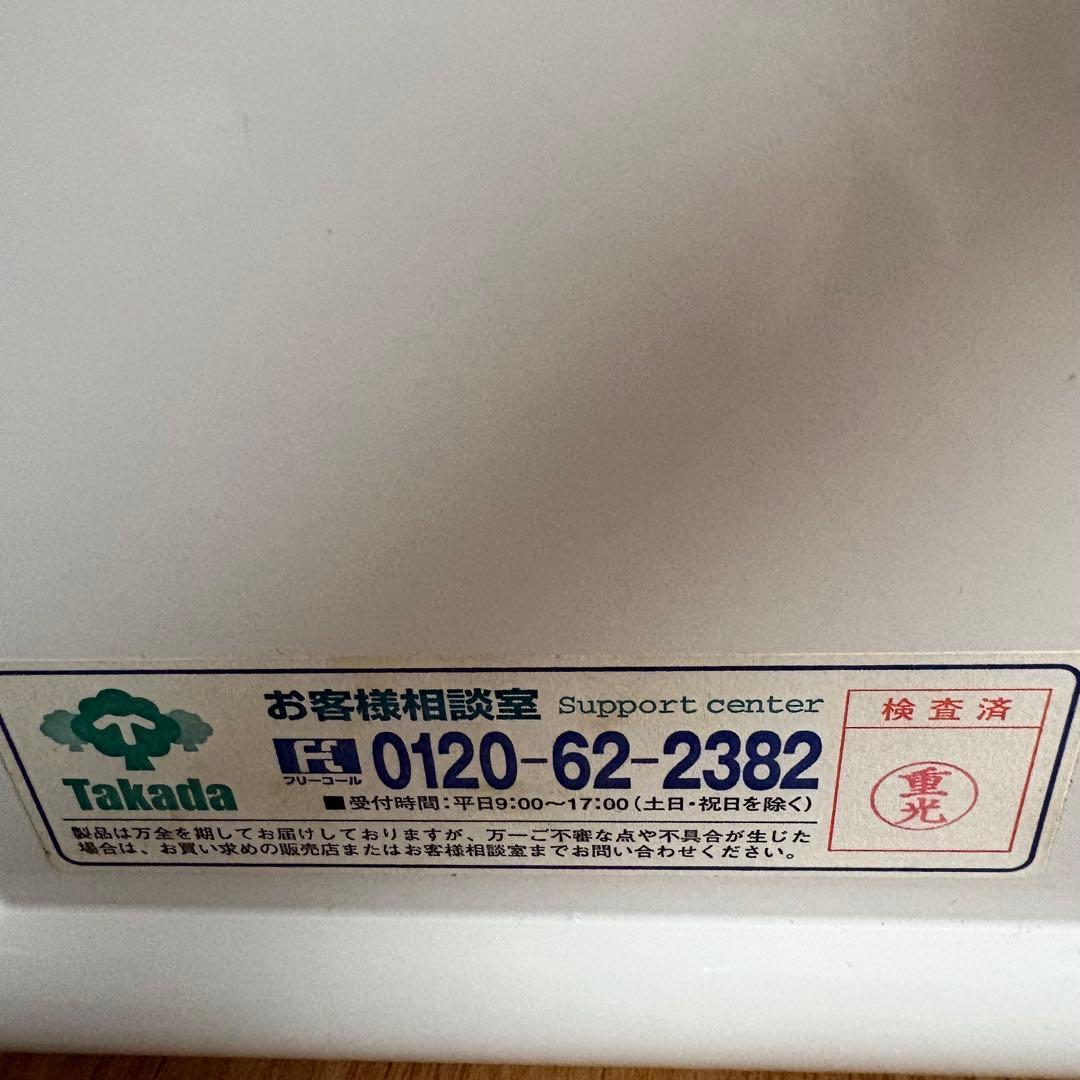 Takada
お客様相談室 Support center
フリーコール 0120-62-2382
■受付時間:平日9:00～17:00(土日・祝日を除く)
製品は万全を期してお届けしておりますが、万一ご不審な点や不具合が生じた
場合は、お買い求めの販売店またはお客様相談室までお問い合わせください。
検査済
重光